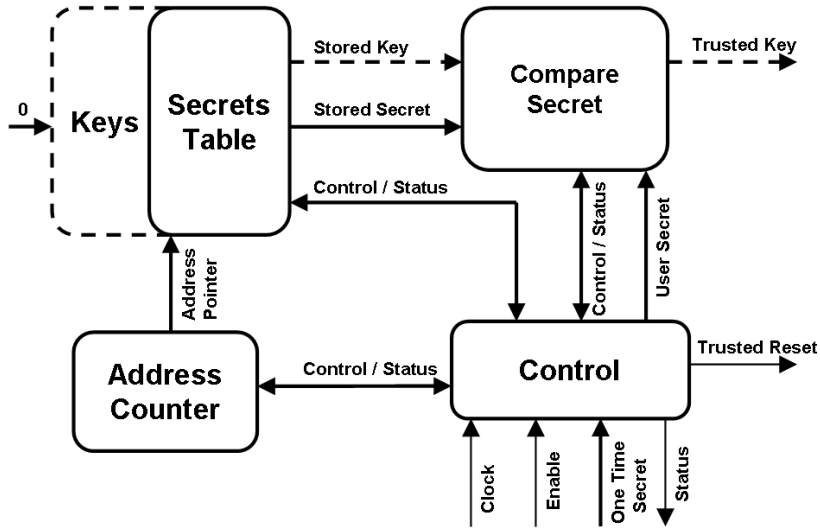 0
Keys
Secrets
Table
Stored Key
Stored Secret
Compare
Secret
Trusted Key
Control / Status
Control / Status
User Secret
Address
Pointer
Address
Counter
Control / Status
Control
Trusted Reset
Clock
Enable
One Time
Secret
Status